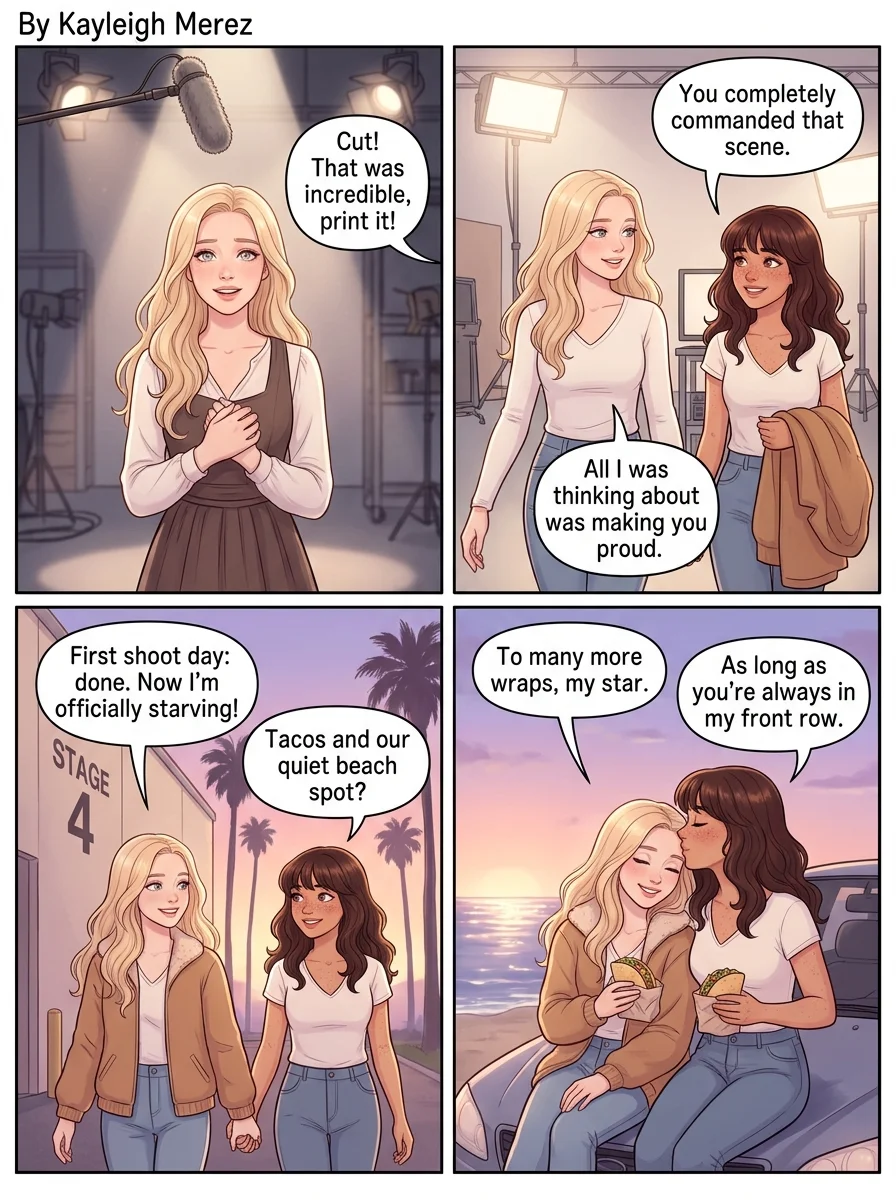 By Kayleigh Merez
Cut!
That was
incredible,
print it!
You completely
commanded that
scene.
All I was
thinking about
was making you
proud.
First shoot day:
done. Now I'm
officially starving!
Tacos and our
quiet beach
spot?
STAGE
4
To many more
wraps, my star.
As long as
you're always in
my front row.